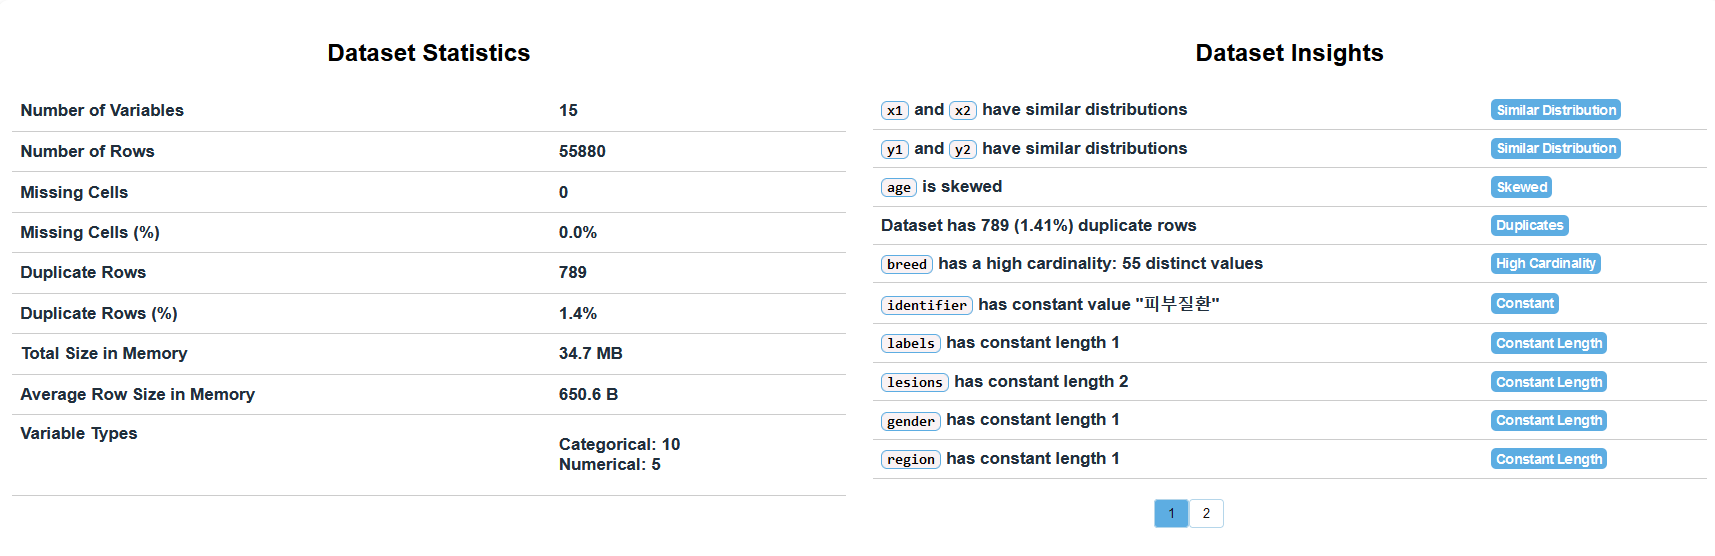 Dataset Statistics
Number of Variables 15
Number of Rows 55880
Missing Cells 0
Missing Cells (%) 0.0%
Duplicate Rows 789
Duplicate Rows (%) 1.4%
Total Size in Memory 34.7 MB
Average Row Size in Memory 650.6 B
Variable Types
Categorical: 10
Numerical: 5
Dataset Insights
x1 and x2 have similar distributions Similar Distribution
y1 and y2 have similar distributions Similar Distribution
age is skewed Skewed
Dataset has 789 (1.41%) duplicate rows Duplicates
breed has a high cardinality: 55 distinct values High Cardinality
identifier has constant value "피부질환" Constant
labels has constant length 1 Constant Length
lesions has constant length 2 Constant Length
gender has constant length 1 Constant Length
region has constant length 1 Constant Length
1 2